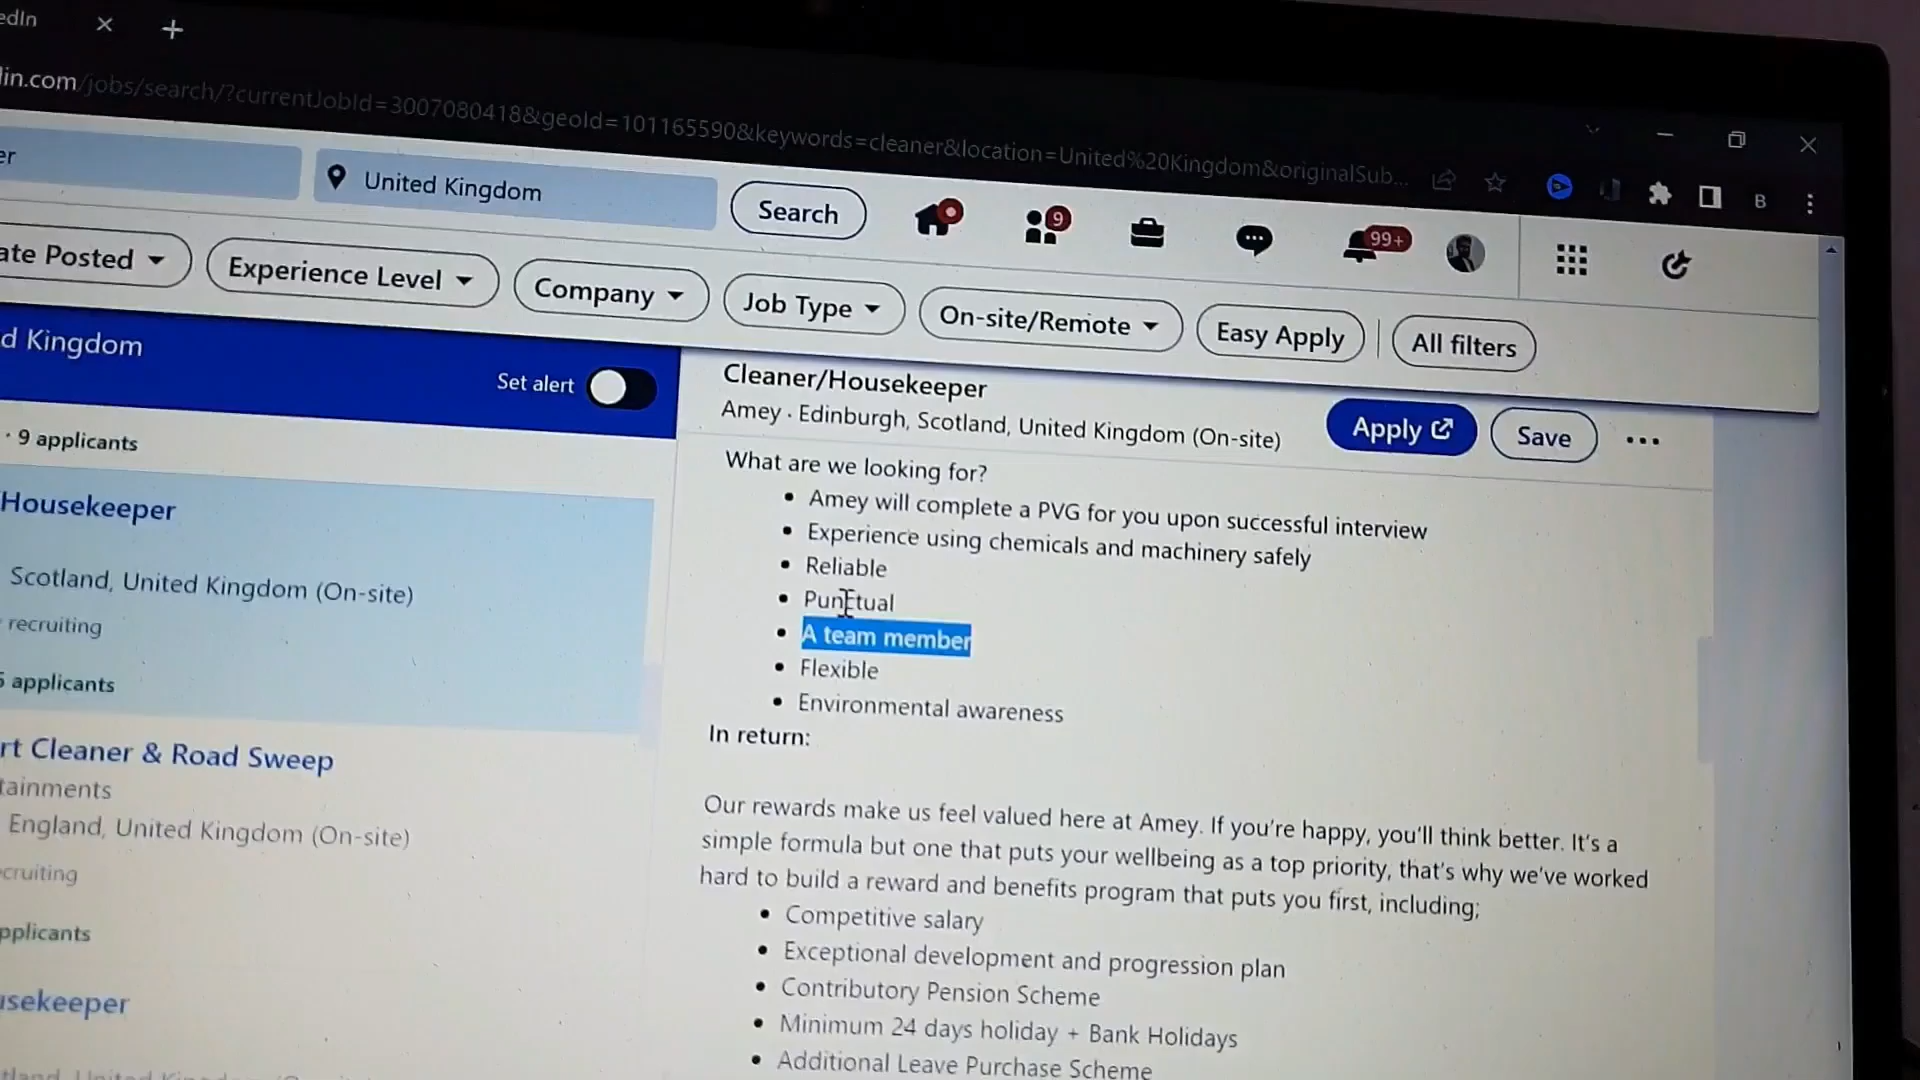 edIn
lin.com/jobs/search/?currentJobId=3007080418&geoId=101165590&keywords=cleaner&location=United%20Kingdom&originalSub...
er
United Kingdom
Search
9
99+
B
ate Posted
Experience Level
Company
Job Type
On-site/Remote
Easy Apply
All filters
d Kingdom
Set alert
· 9 applicants
Housekeeper
Scotland, United Kingdom (On-site)
recruiting
5 applicants
rt Cleaner & Road Sweep
tainments
England, United Kingdom (On-site)
cruiting
pplicants
usekeeper
tland, United Kingdom
Cleaner/Housekeeper
Amey · Edinburgh, Scotland, United Kingdom (On-site)
Apply
Save
What are we looking for?
• Amey will complete a PVG for you upon successful interview
• Experience using chemicals and machinery safely
• Reliable
• Punctual
• A team member
• Flexible
• Environmental awareness
In return:
Our rewards make us feel valued here at Amey. If you're happy, you'll think better. It's a
simple formula but one that puts your wellbeing as a top priority, that's why we've worked
hard to build a reward and benefits program that puts you first, including;
• Competitive salary
• Exceptional development and progression plan
• Contributory Pension Scheme
• Minimum 24 days holiday + Bank Holidays
• Additional Leave Purchase Scheme